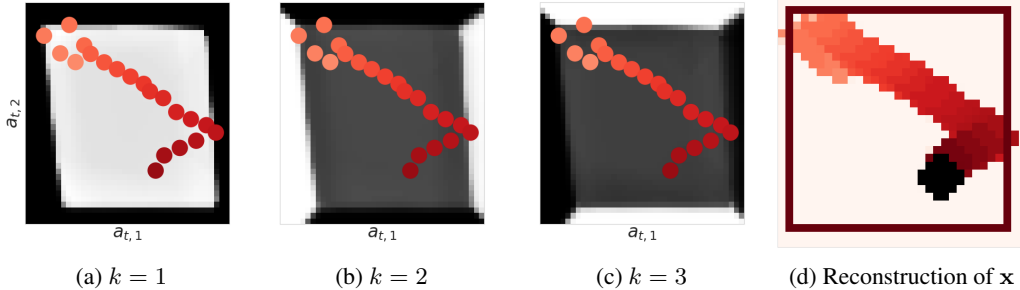 a_{t,2}
a_{t,1}
a_{t,1}
a_{t,1}
(a) k = 1
(b) k = 2
(c) k = 3
(d) Reconstruction of x